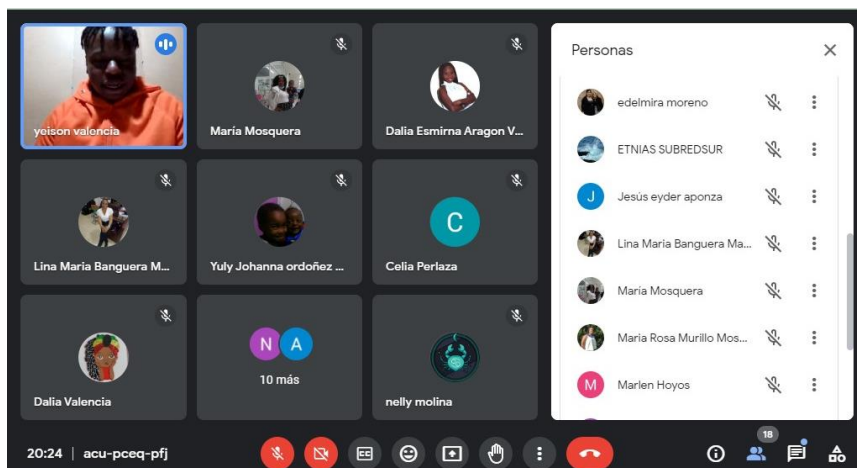 yeison valencia
María Mosquera
Dalia Esmirna Aragon V...
Lina Maria Banguera M...
Yuly Johanna ordoñez ...
C
Celia Perlaza
Dalia Valencia
N A
10 más
nelly molina
Personas
edelmira moreno
ETNIAS SUBREDSUR
J
Jesús eyder aponza
Lina Maria Banguera Ma...
María Mosquera
Maria Rosa Murillo Mos...
M
Marlen Hoyos
20:24 | acu-pceq-pfj
CC
18